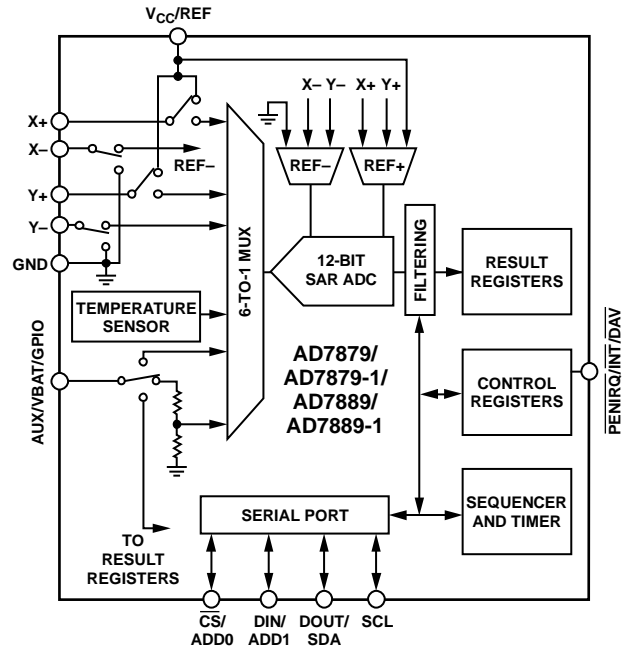 VCC/REF
X+
X–
Y+
Y–
GND
REF–
X– Y– X+ Y+
REF– REF+
6-TO-1 MUX
12-BIT
SAR ADC
FILTERING
RESULT
REGISTERS
TEMPERATURE
SENSOR
AD7879/
AD7879-1/
AD7889/
AD7889-1
CONTROL
REGISTERS
PENIRQ/INT/DAV
AUX/VBAT/GPIO
SEQUENCER
AND TIMER
SERIAL PORT
TO
RESULT
REGISTERS
CS/
ADD0
DIN/
ADD1
DOUT/
SDA
SCL